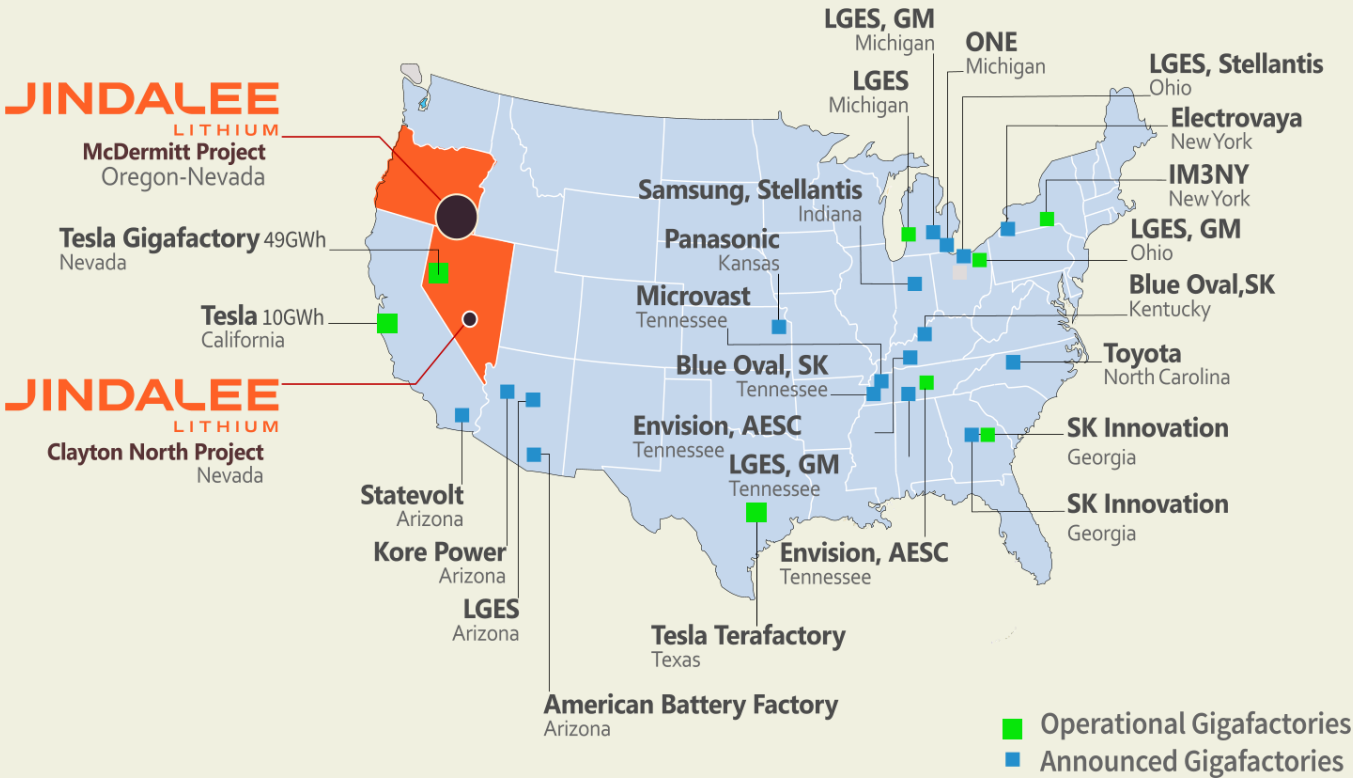 LGES, GM
Michigan
ONE
Michigan
LGES
Michigan
LGES, Stellantis
Ohio
Electrovaya
New York
IM3NY
New York
LGES, GM
Ohio
Blue Oval,SK
Kentucky
Toyota
North Carolina
SK Innovation
Georgia
SK Innovation
Georgia
JINDALEE
LITHIUM
McDermitt Project
Oregon-Nevada
Tesla Gigafactory 49GWh
Nevada
Tesla 10GWh
California
JINDALEE
LITHIUM
Clayton North Project
Nevada
Samsung, Stellantis
Indiana
Panasonic
Kansas
Microvast
Tennessee
Blue Oval, SK
Tennessee
Envision, AESC
Tennessee
LGES, GM
Tennessee
Envision, AESC
Tennessee
Statevolt
Arizona
Kore Power
Arizona
LGES
Arizona
Tesla Terafactory
Texas
American Battery Factory
Arizona
Operational Gigafactories
Announced Gigafactories